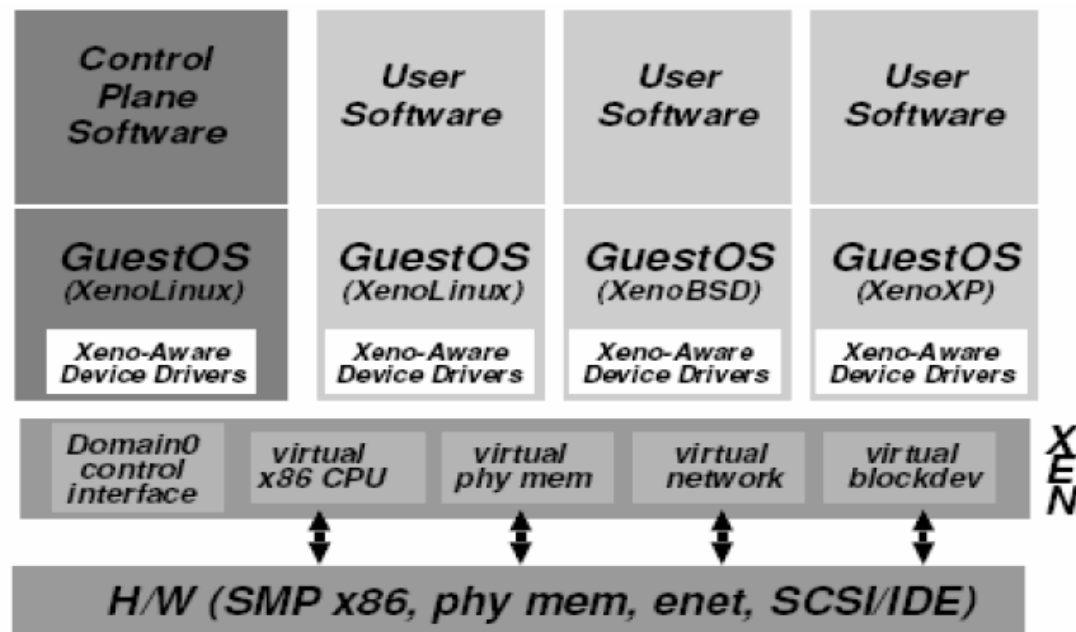 Control
Plane
Software
User
Software
User
Software
User
Software
GuestOS
(XenoLinux)
Xeno-Aware
Device Drivers
GuestOS
(XenoLinux)
Xeno-Aware
Device Drivers
GuestOS
(XenoBSD)
Xeno-Aware
Device Drivers
GuestOS
(XenoXP)
Xeno-Aware
Device Drivers
Domain0
control
interface
virtual
x86 CPU
virtual
phy mem
virtual
network
virtual
blockdev
X
E
N
H/W (SMP x86, phy mem, enet, SCSI/IDE)